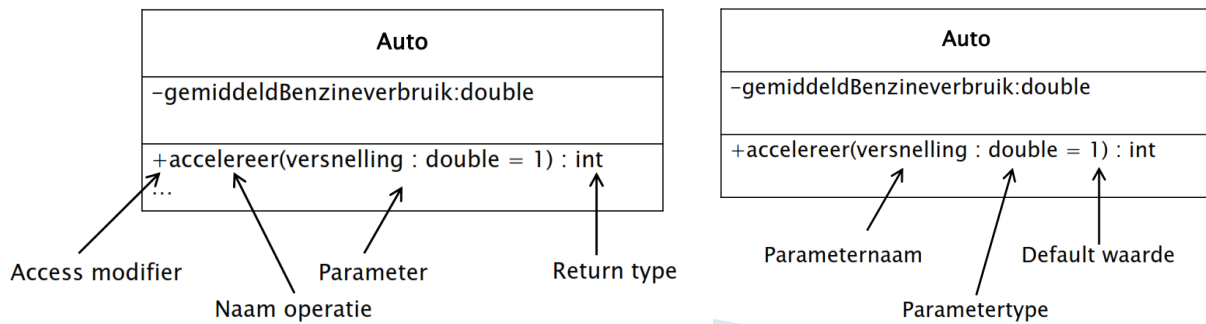 Auto
-gemiddeldBenzineverbruik:double
+accelereer(versnelling : double = 1) : int
...
Access modifier
Naam operatie
Parameter
Return type
Auto
-gemiddeldBenzineverbruik:double
+accelereer(versnelling : double = 1) : int
Parameternaam
Parametertype
Default waarde